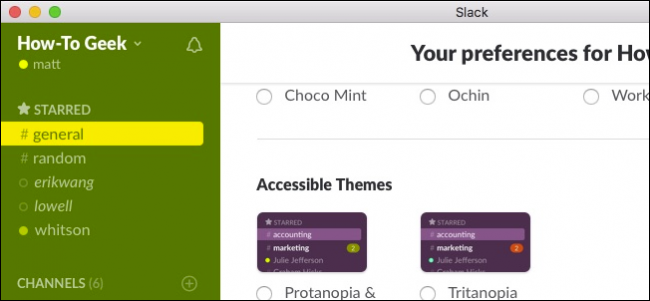 Slack
How-To Geek
matt
STARRED
# general
# random
erikwang
lowell
whitson
CHANNELS (6)
Your preferences for How
Choco Mint
Ochin
Work
Accessible Themes
STARRED
# accounting
# marketing 2
Julie Jefferson
Graham Hicks
STARRED
# accounting
# marketing 2
Julie Jefferson
Graham Hicks
Protanopia &
Tritanopia